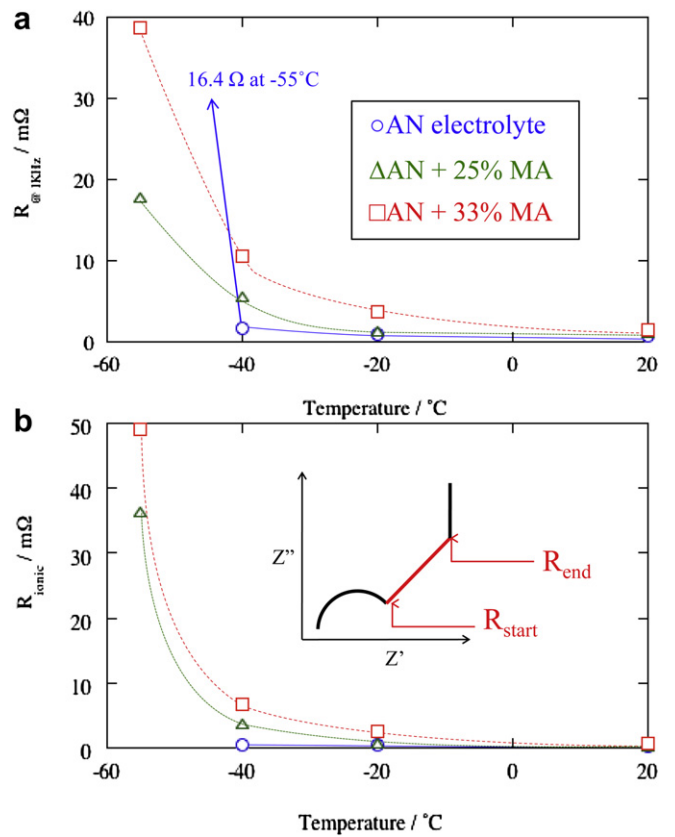 a
40
30
20
10
0
R@ 1KHz / mΩ
16.4 Ω at -55˚C
AN electrolyte
AN + 25% MA
AN + 33% MA
-60
-40
-20
0
20
Temperature / ˚C
b
50
40
30
20
10
0
Rionic / mΩ
Z"
Z'
Rend
Rstart
-60
-40
-20
0
20
Temperature / ˚C